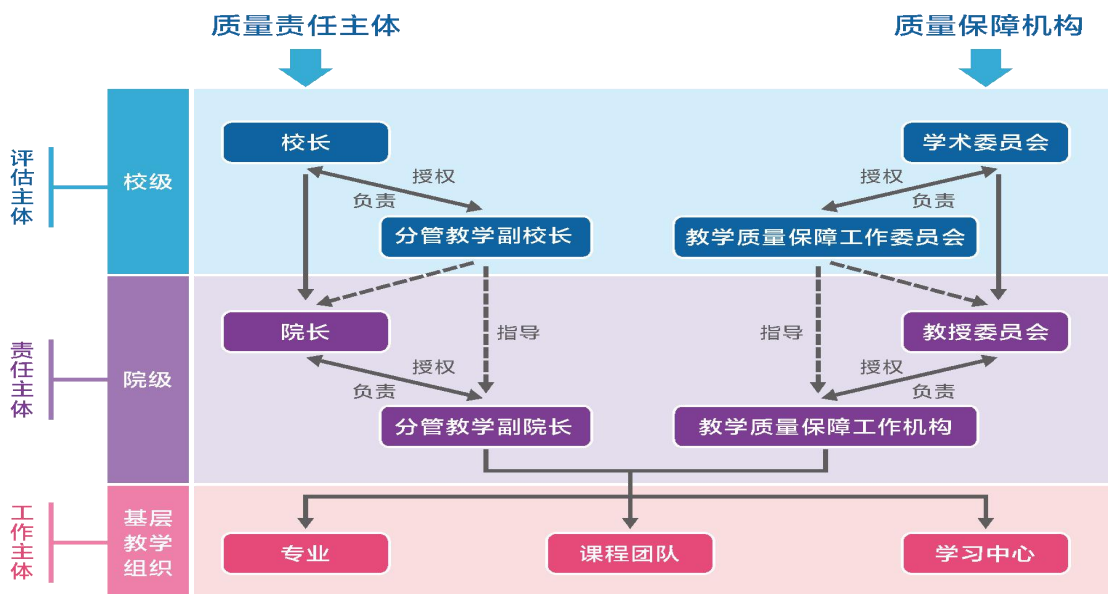 质量责任主体
质量保障机构
评估主体
校级
校长
学术委员会
授权
授权
负责
负责
分管教学副校长
教学质量保障工作委员会
责任主体
院级
院长
指导
指导
教授委员会
授权
授权
负责
负责
分管教学副院长
教学质量保障工作机构
工作主体
基层
教学
组织
专业
课程团队
学习中心